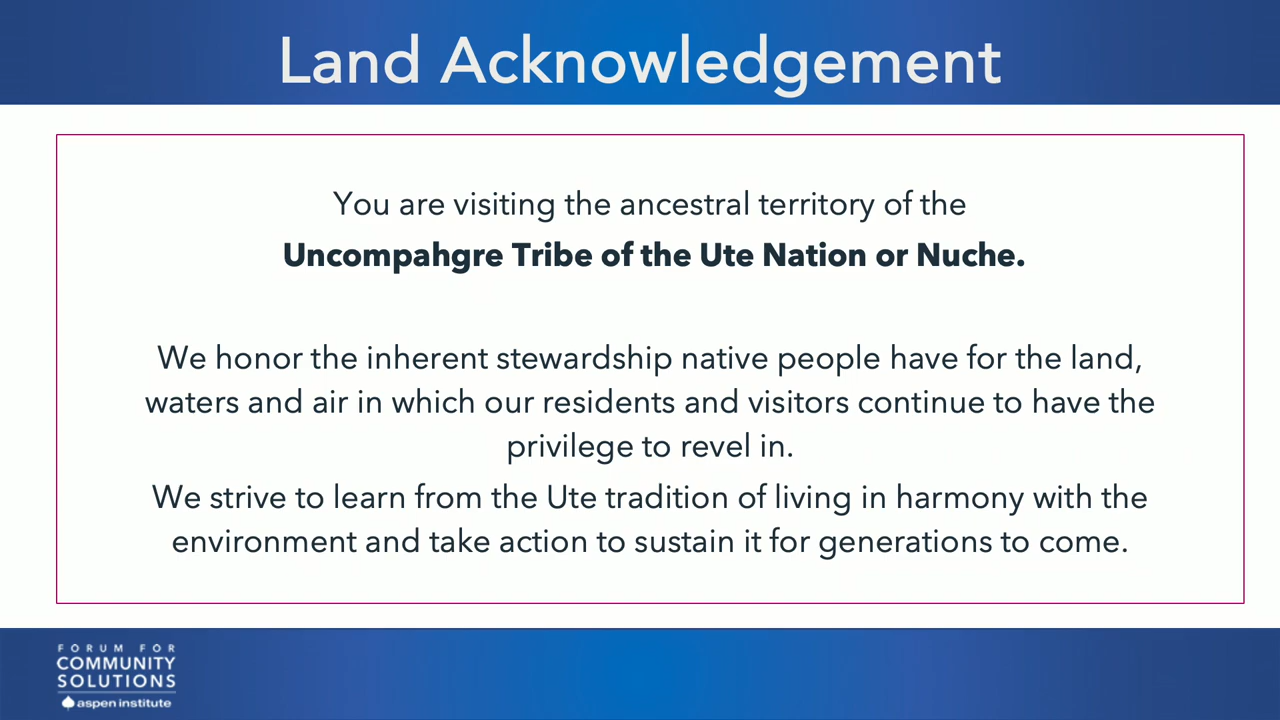 Land Acknowledgement
You are visiting the ancestral territory of the
Uncompahgre Tribe of the Ute Nation or Nuche.
We honor the inherent stewardship native people have for the land,
waters and air in which our residents and visitors continue to have the
privilege to revel in.
We strive to learn from the Ute tradition of living in harmony with the
environment and take action to sustain it for generations to come.
FORUM FOR
COMMUNITY
SOLUTIONS
aspen institute